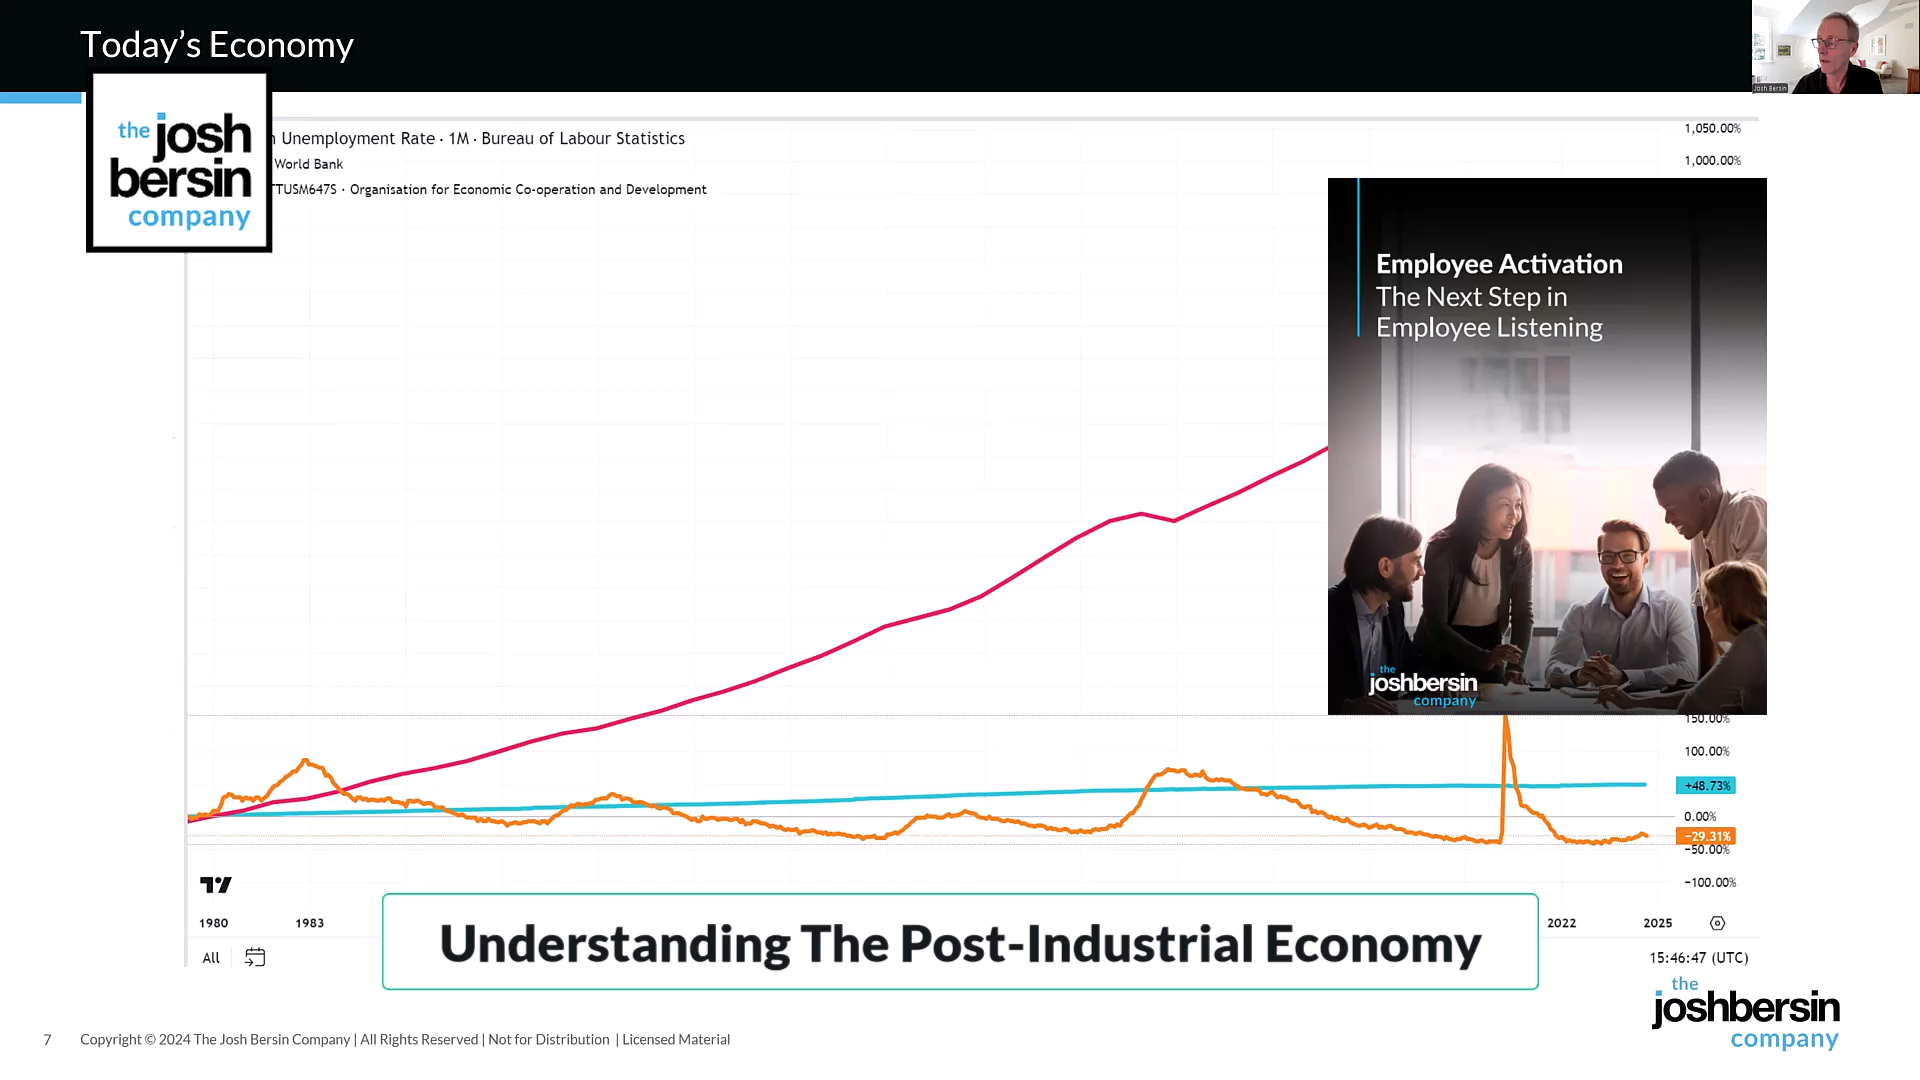 Today's Economy
Josh Bersin
the
josh
bersin
company
n Unemployment Rate · 1M · Bureau of Labour Statistics
World Bank
TUSM647S · Organisation for Economic Co-operation and Development
1,050.00%
1,000.00%
Employee Activation
The Next Step in
Employee Listening
the
joshbersin
company
150.00%
100.00%
+48.73%
0.00%
−29.31%
−50.00%
−100.00%
1980 1983 2022 2025
All 15:46:47 (UTC)
Understanding The Post-Industrial Economy
the
joshbersin
company
7 Copyright © 2024 The Josh Bersin Company | All Rights Reserved | Not for Distribution | Licensed Material